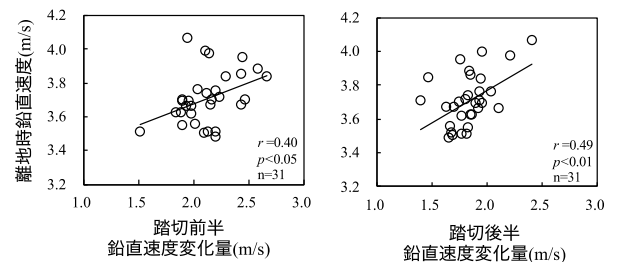 離地時鉛直速度(m/s)
4.2
4.0
3.8
3.6
3.4
3.2
r=0.40
p<0.05
n=31
1.0
1.5
2.0
2.5
3.0
踏切前半
鉛直速度変化量(m/s)
4.2
4.0
3.8
3.6
3.4
3.2
r=0.49
p<0.01
n=31
1.0
1.5
2.0
2.5
3.0
踏切後半
鉛直速度変化量(m/s)